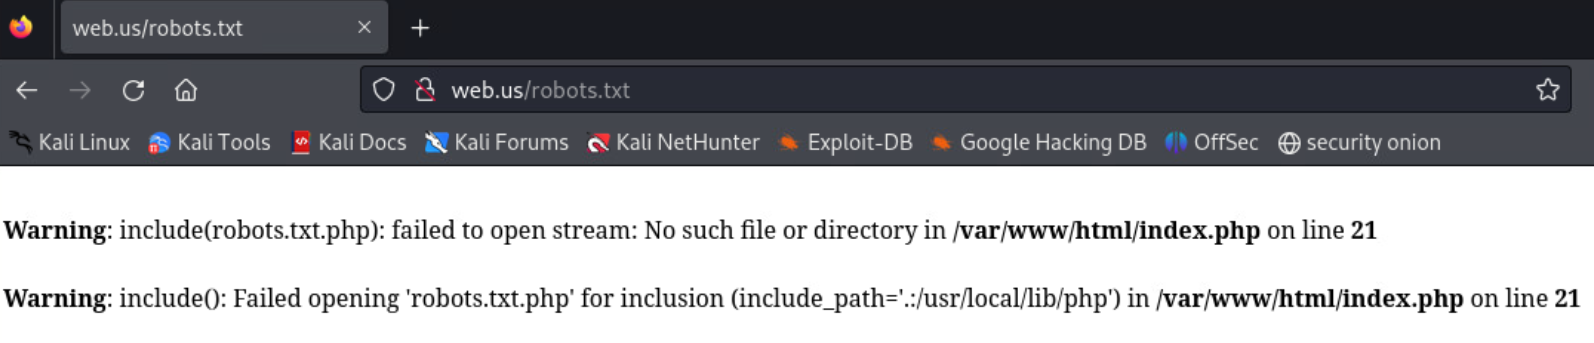 web.us/robots.txt
web.us/robots.txt
Kali Linux Kali Tools Kali Docs Kali Forums Kali NetHunter Exploit-DB Google Hacking DB OffSec security onion
Warning: include(robots.txt.php): failed to open stream: No such file or directory in /var/www/html/index.php on line 21
Warning: include(): Failed opening 'robots.txt.php' for inclusion (include_path='.:/usr/local/lib/php') in /var/www/html/index.php on line 21